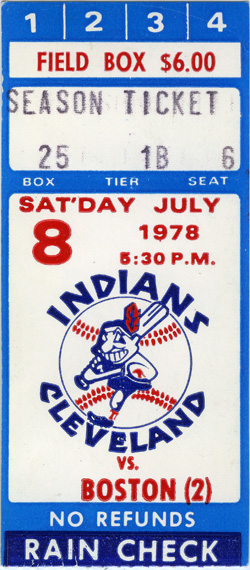 1 2 3 4
FIELD BOX $6.00
SEASON TICKET
25 1B 6
BOX TIER SEAT
SAT'DAY JULY
8 1978
5:30 P.M.
INDIANS
CLEVELAND
VS.
BOSTON (2)
NO REFUNDS
RAIN CHECK